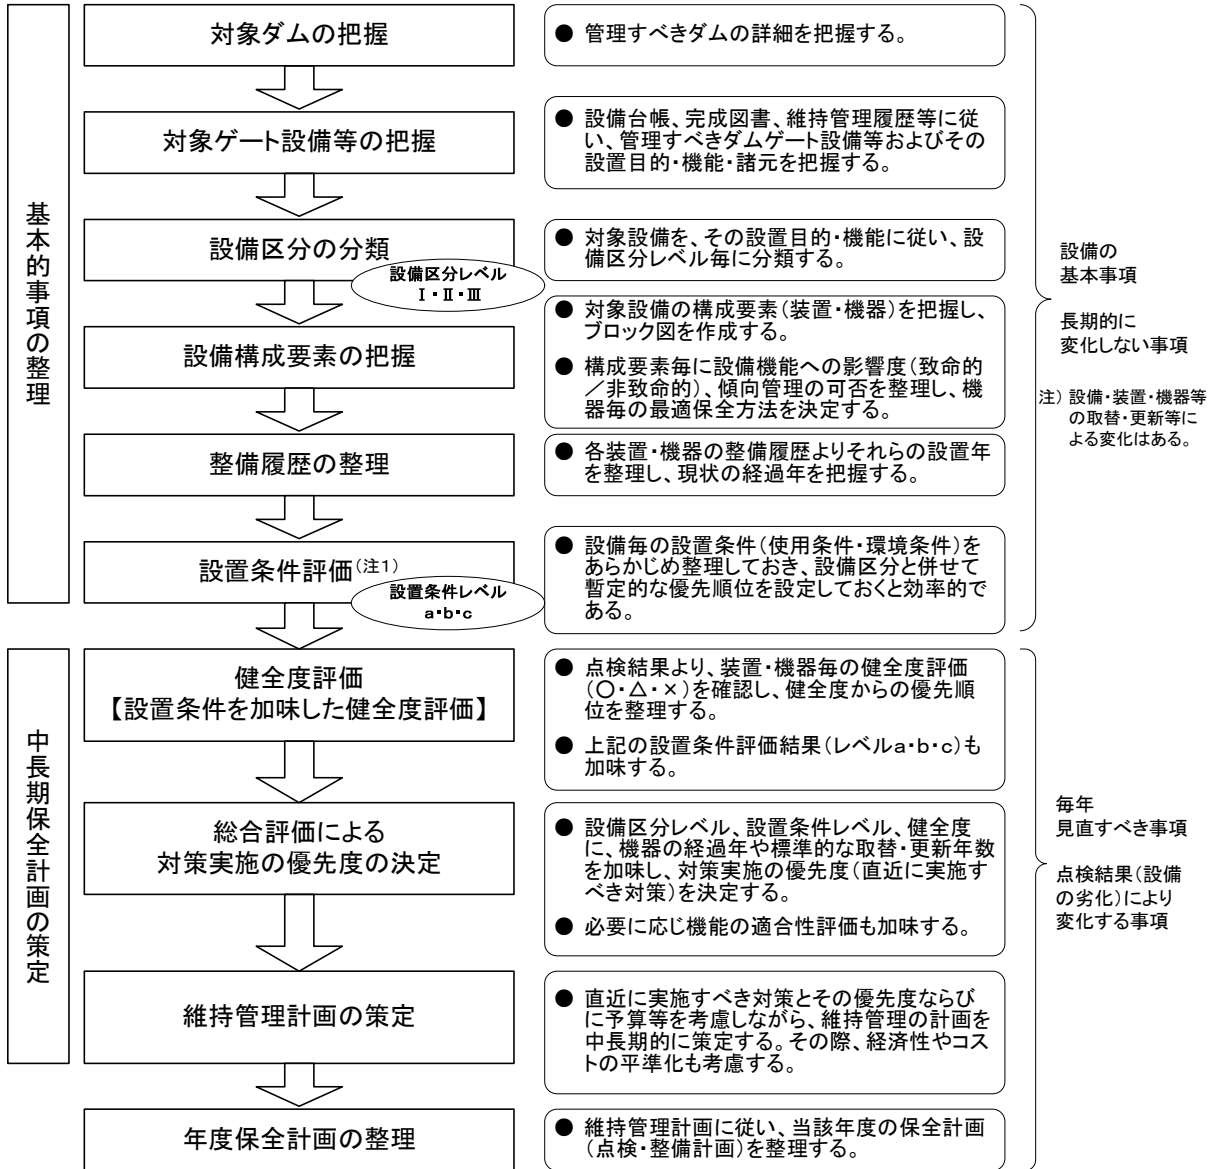 基本的事項の整理
対象ダムの把握
● 管理すべきダムの詳細を把握する。
対象ゲート設備等の把握
● 設備台帳、完成図書、維持管理履歴等に従
い、管理すべきダムゲート設備等およびその
設置目的・機能・諸元を把握する。
設備区分の分類
設備区分レベル
Ⅰ・Ⅱ・Ⅲ
● 対象設備を、その設置目的・機能に従い、設
備区分レベル毎に分類する。
設備構成要素の把握
● 対象設備の構成要素(装置・機器)を把握し、
ブロック図を作成する。
● 構成要素毎に設備機能への影響度(致命的
／非致命的)、傾向管理の可否を整理し、機
器毎の最適保全方法を決定する。
整備履歴の整理
● 各装置・機器の整備履歴よりそれらの設置年
を整理し、現状の経過年を把握する。
設置条件評価(注1)
設置条件レベル
a・b・c
● 設備毎の設置条件(使用条件・環境条件)を
あらかじめ整理しておき、設備区分と併せて
暫定的な優先順位を設定しておくと効率的で
ある。
設備の
基本事項
長期的に
変化しない事項
注) 設備・装置・機器等
の取替・更新等に
よる変化はある。
中長期保全計画の策定
健全度評価
【設置条件を加味した健全度評価】
● 点検結果より、装置・機器毎の健全度評価
(○・△・×)を確認し、健全度からの優先順
位を整理する。
● 上記の設置条件評価結果(レベルa・b・c)も
加味する。
総合評価による
対策実施の優先度の決定
● 設備区分レベル、設置条件レベル、健全度
に、機器の経過年や標準的な取替・更新年数
を加味し、対策実施の優先度(直近に実施す
べき対策)を決定する。
● 必要に応じ機能の適合性評価も加味する。
維持管理計画の策定
● 直近に実施すべき対策とその優先度ならび
に予算等を考慮しながら、維持管理の計画を
中長期的に策定する。その際、経済性やコス
トの平準化も考慮する。
年度保全計画の整理
● 維持管理計画に従い、当該年度の保全計画
(点検・整備計画)を整理する。
毎年
見直すべき事項
点検結果(設備
の劣化)により
変化する事項